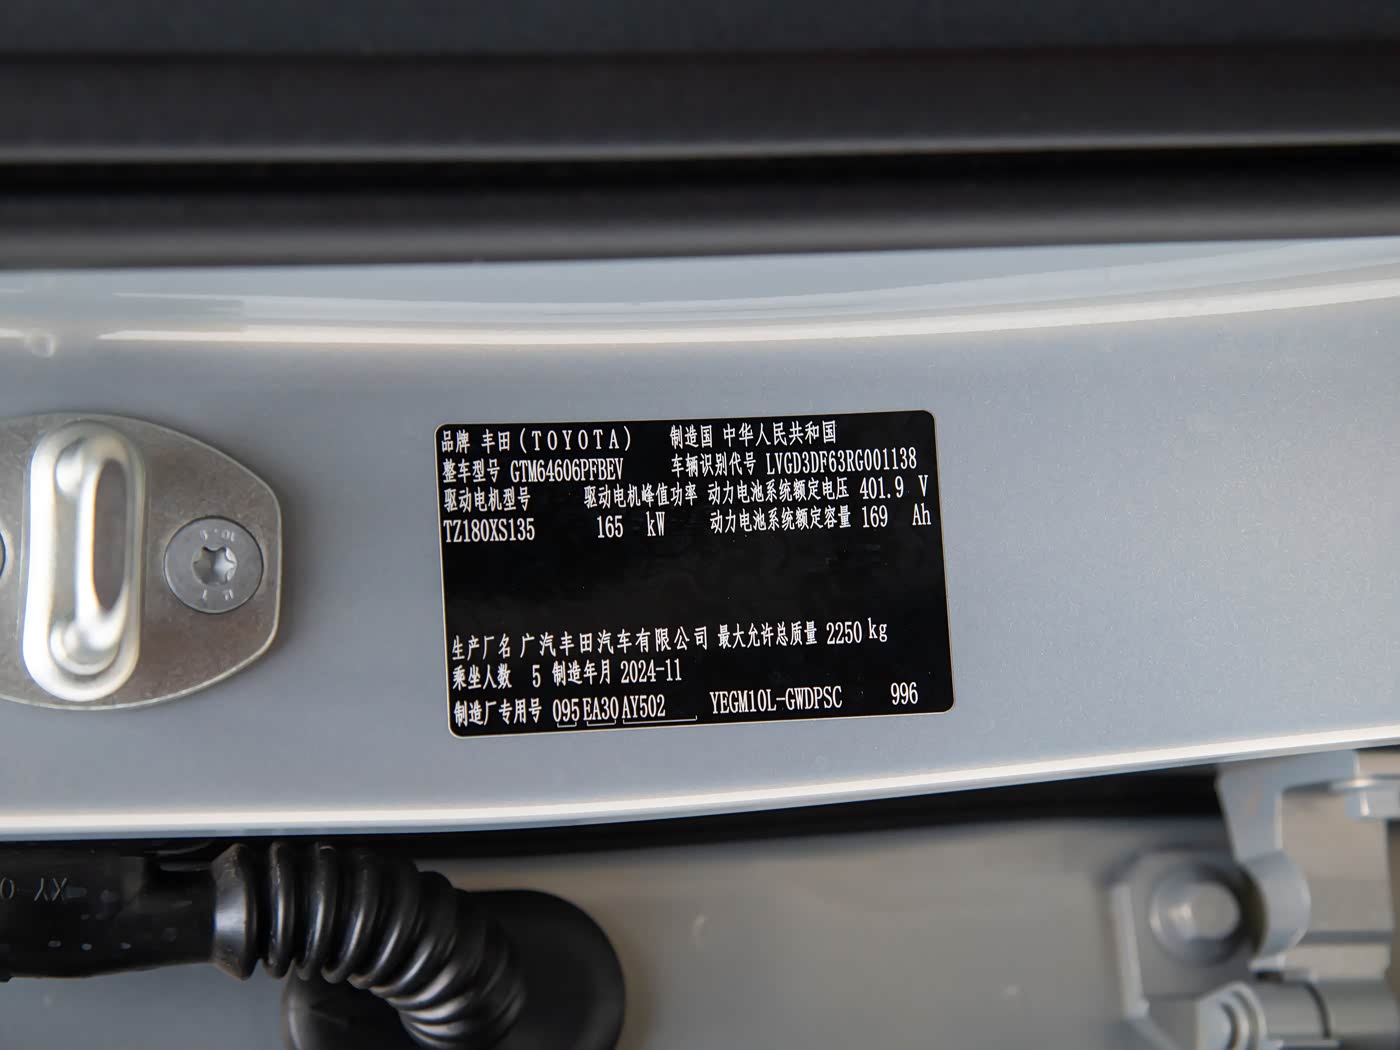 品牌 丰田(TOYOTA) 制造国 中华人民共和国
整车型号 GTM64606PFBEV 车辆识别代号 LVGD3DF63RG001138
驱动电机型号 驱动电机峰值功率 动力电池系统额定电压 401.9 V
TZ180XS135 165 kW 动力电池系统额定容量 169 Ah
生产厂名 广汽丰田汽车有限公司 最大允许总质量 2250 kg
乘坐人数 5 制造年月 2024-11
制造厂专用号 095 EA30 AY502 YEGM10L-GWDPSC 996
10.9
XY 0